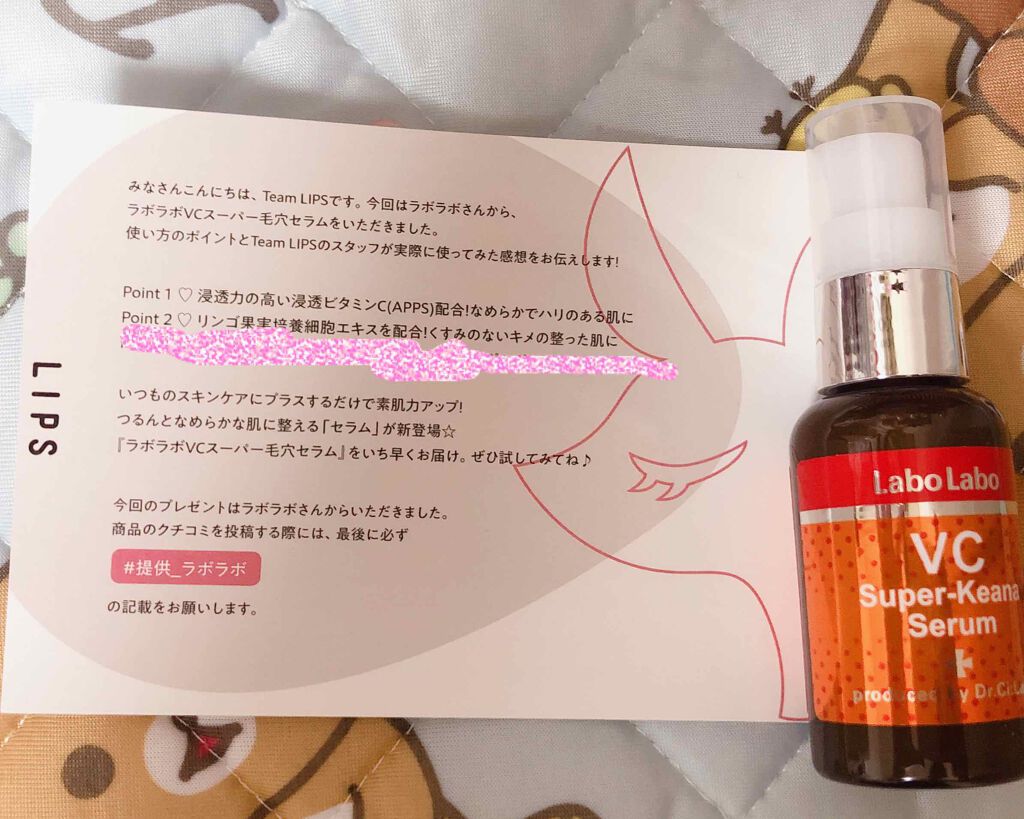 みなさんこんにちは、Team LIPSです。今回はラボラボさんから、
ラボラボVCスーパー毛穴セラムをいただきました。
使い方のポイントとTeam LIPSのスタッフが実際に使ってみた感想をお伝えします!
Point 1 ♡ 浸透力の高い浸透ビタミンC(APPS)配合!なめらかでハリのある肌に
Point 2 ♡ リンゴ果実培養細胞エキスを配合!くすみのないキメの整った肌に
いつものスキンケアにプラスするだけで素肌力アップ!
つるんとなめらかな肌に整える「セラム」が新登場☆
『ラボラボVCスーパー毛穴セラム』をいち早くお届け。ぜひ試してみてね♪
今回のプレゼントはラボラボさんからいただきました。
商品のクチコミを投稿する際には、最後に必ず
#提供_ラボラボ
の記載をお願いします。
LIPS
Labo Labo
VC
Super-Keana
Serum
produced by Dr.Ci:La